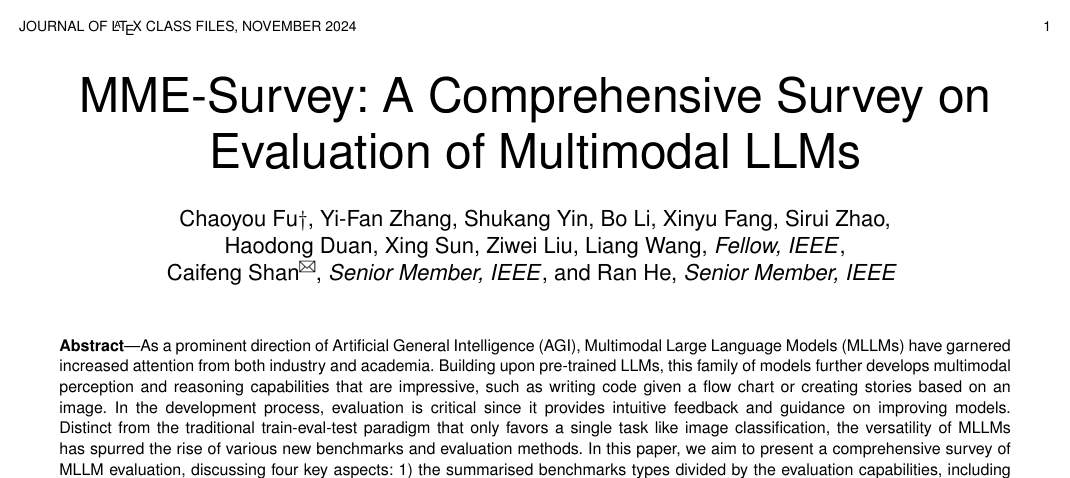 JOURNAL OF LATEX CLASS FILES, NOVEMBER 2024 1
MME-Survey: A Comprehensive Survey on
Evaluation of Multimodal LLMs
Chaoyou Fu†, Yi-Fan Zhang, Shukang Yin, Bo Li, Xinyu Fang, Sirui Zhao,
Haodong Duan, Xing Sun, Ziwei Liu, Liang Wang, Fellow, IEEE,
Caifeng Shan✉, Senior Member, IEEE, and Ran He, Senior Member, IEEE
Abstract—As a prominent direction of Artificial General Intelligence (AGI), Multimodal Large Language Models (MLLMs) have garnered
increased attention from both industry and academia. Building upon pre-trained LLMs, this family of models further develops multimodal
perception and reasoning capabilities that are impressive, such as writing code given a flow chart or creating stories based on an
image. In the development process, evaluation is critical since it provides intuitive feedback and guidance on improving models.
Distinct from the traditional train-eval-test paradigm that only favors a single task like image classification, the versatility of MLLMs
has spurred the rise of various new benchmarks and evaluation methods. In this paper, we aim to present a comprehensive survey of
MLLM evaluation, discussing four key aspects: 1) the summarised benchmarks types divided by the evaluation capabilities, including